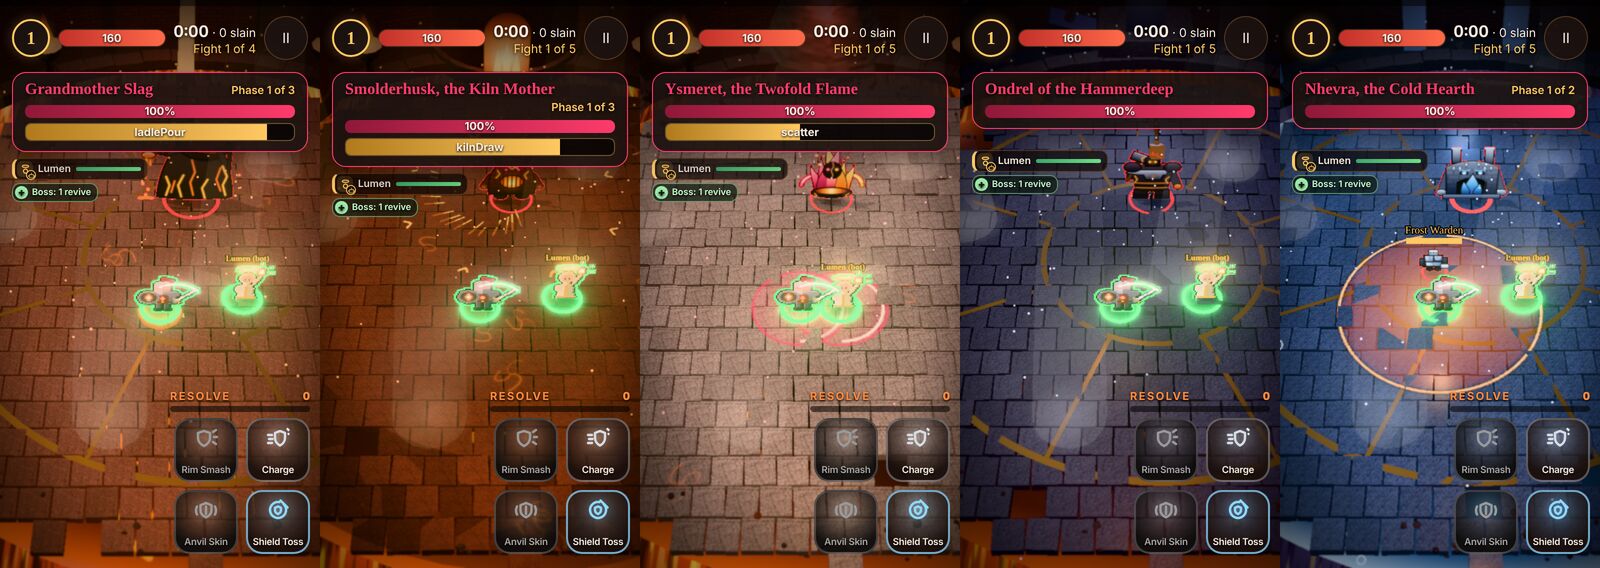 1
160
0:00 · 0 slain
Fight 1 of 4
Grandmother Slag
Phase 1 of 3
100%
ladlePour
Lumen
Boss: 1 revive
Lumen (bot)
RESOLVE 0
Rim Smash
Charge
Anvil Skin
Shield Toss
1
160
0:00 · 0 slain
Fight 1 of 5
Smolderhusk, the Kiln Mother
Phase 1 of 3
100%
kilnDraw
Lumen
Boss: 1 revive
Lumen (bot)
RESOLVE 0
Rim Smash
Charge
Anvil Skin
Shield Toss
1
160
0:00 · 0 slain
Fight 1 of 5
Ysmeret, the Twofold Flame
100%
scatter
Lumen
Boss: 1 revive
Lumen (bot)
RESOLVE 0
Rim Smash
Charge
Anvil Skin
Shield Toss
1
160
0:00 · 0 slain
Fight 1 of 5
Ondrel of the Hammerdeep
100%
Lumen
Boss: 1 revive
Lumen (bot)
RESOLVE 0
Rim Smash
Charge
Anvil Skin
Shield Toss
1
160
0:00 · 0 slain
Fight 1 of 5
Nhevra, the Cold Hearth
Phase 1 of 2
100%
Lumen
Boss: 1 revive
Frost Warden
Lumen (bot)
RESOLVE 0
Rim Smash
Charge
Anvil Skin
Shield Toss